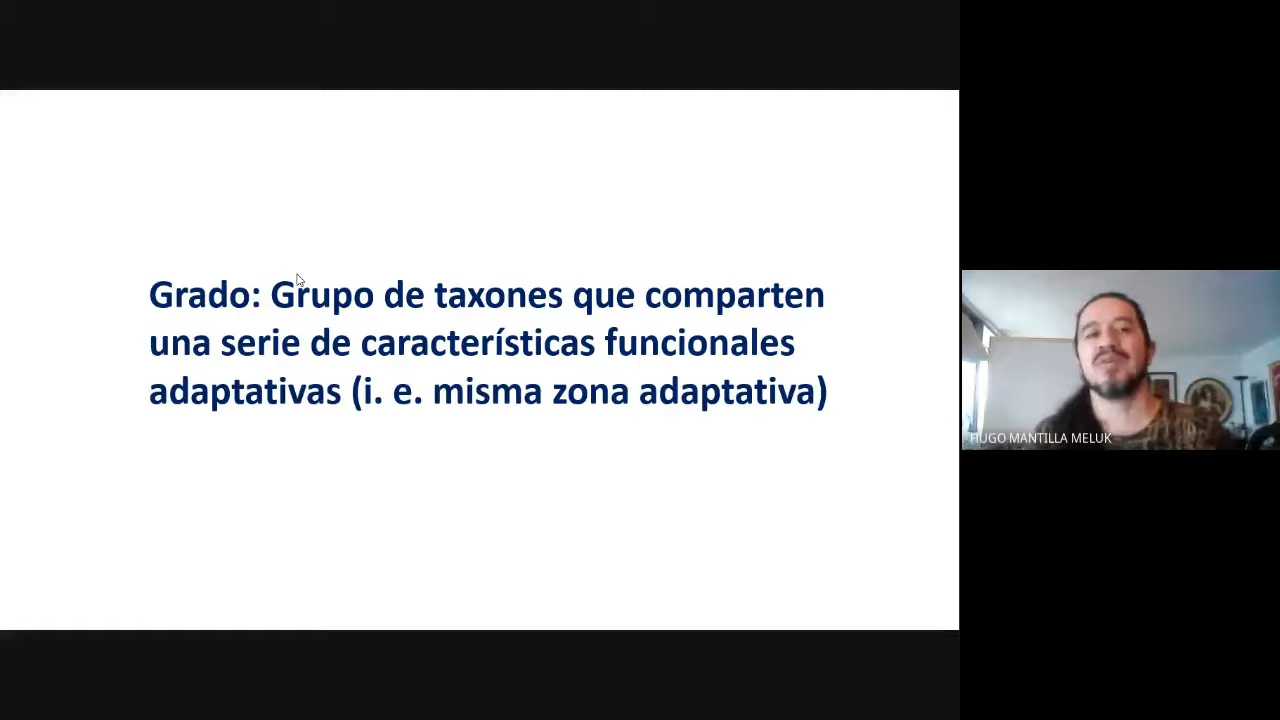 Grado: Grupo de taxones que comparten
una serie de características funcionales
adaptativas (i. e. misma zona adaptativa)
HUGO MANTILLA MELUK